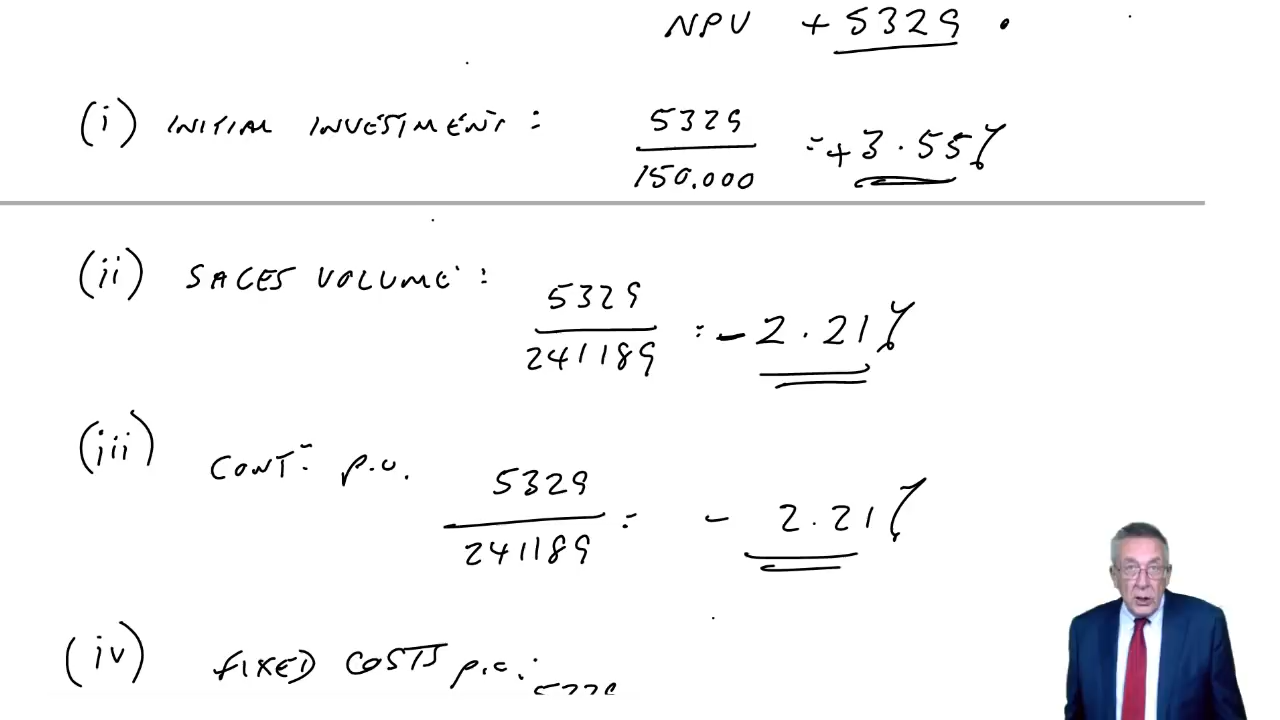 NPV + 5329
(i) INITIAL INVESTMENT : 5329 / 150,000 = + 3.55%
(ii) SALES VOLUME : 5329 / 241189 = - 2.21%
(iii) CONT= p.u. 5329 / 241189 = - 2.21%
(iv) FIXED COSTS p.a. :